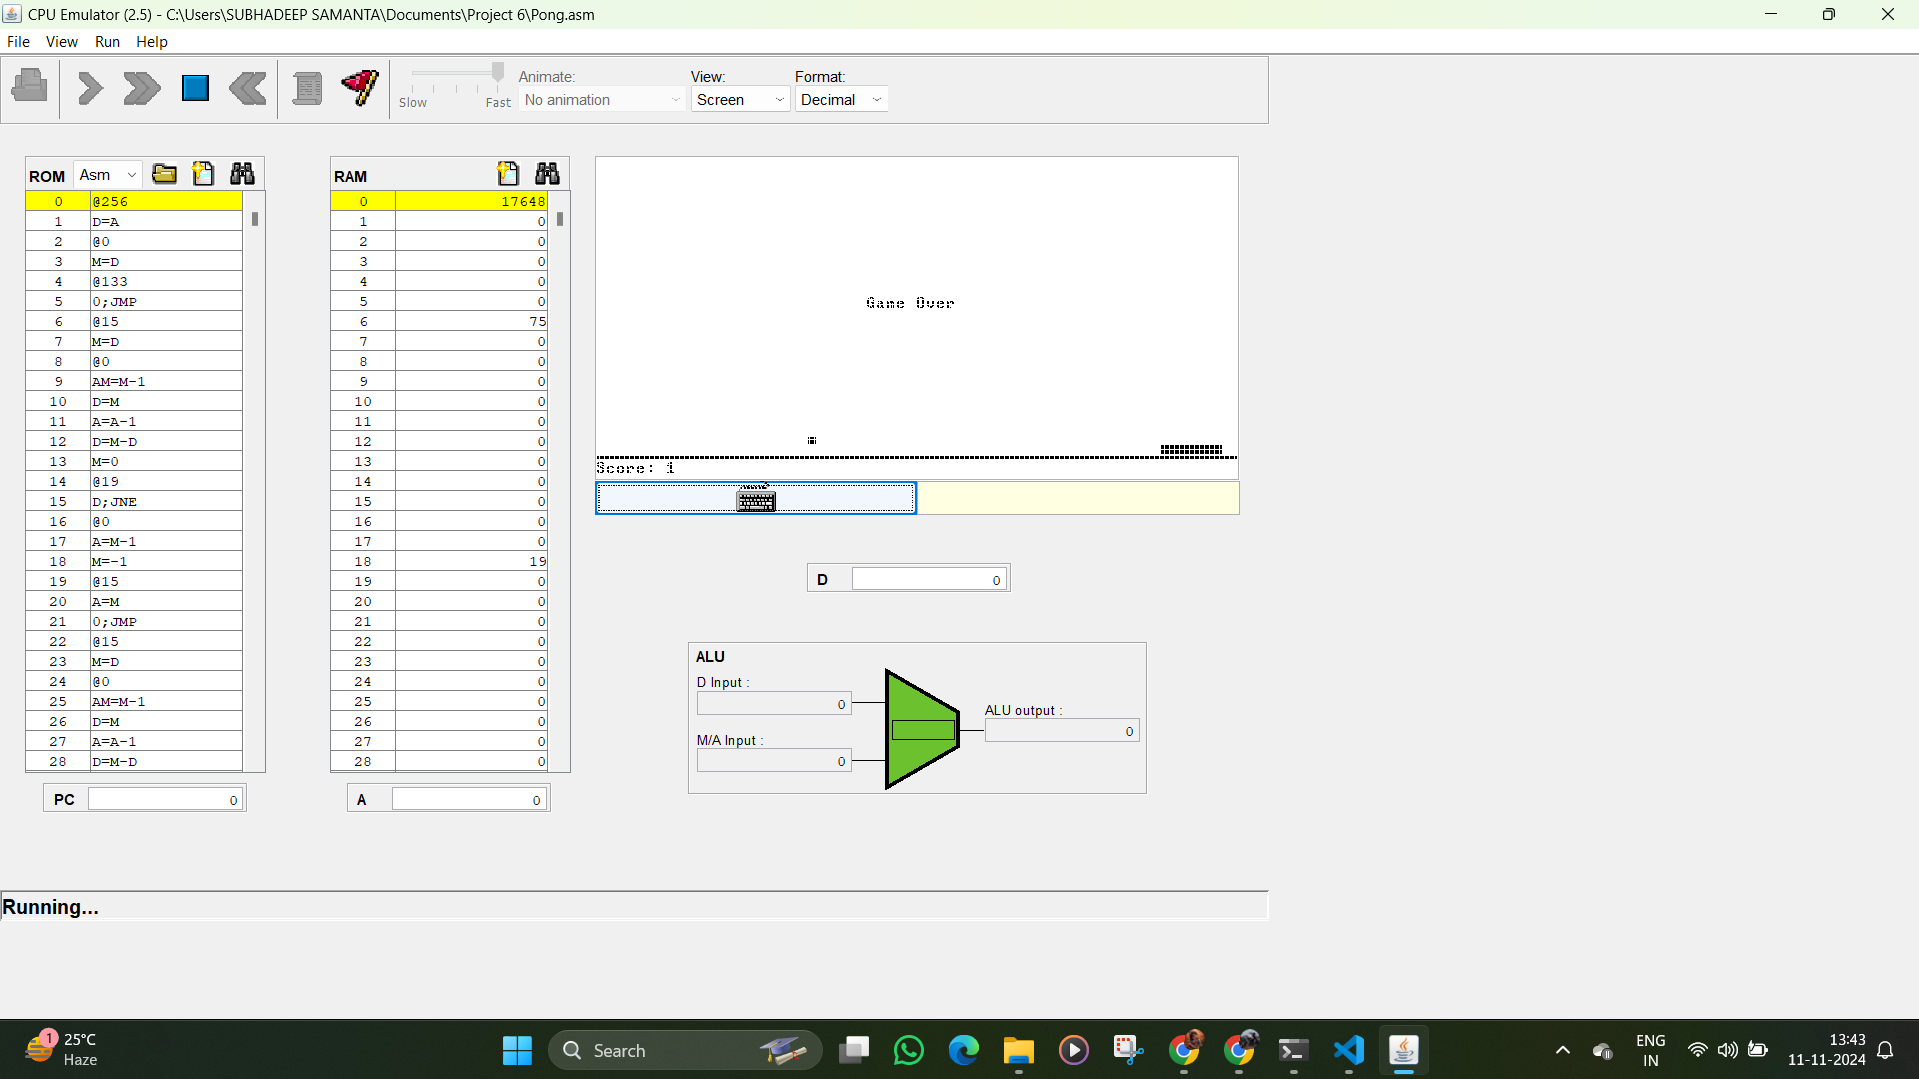 CPU Emulator (2.5) - C:\Users\SUBHADEEP SAMANTA\Documents\Project 6\Pong.asm
File View Run Help
Animate: View: Format:
Slow Fast No animation Screen Decimal
ROM Asm RAM
0 @256 0 17648
1 D=A 1 0
2 @0 2 0
3 M=D 3 0
4 @133 4 0
5 0;JMP 5 0
6 @15 6 75
7 M=D 7 0
8 @0 8 0
9 AM=M-1 9 0
10 D=M 10 0
11 A=A-1 11 0
12 D=M-D 12 0
13 M=0 13 0
14 @19 14 0
15 D;JNE 15 0
16 @0 16 0
17 A=M-1 17 0
18 M=-1 18 19
19 @15 19 0
20 A=M 20 0
21 0;JMP 21 0
22 @15 22 0
23 M=D 23 0
24 @0 24 0
25 AM=M-1 25 0
26 D=M 26 0
27 A=A-1 27 0
28 D=M-D 28 0
PC 0 A 0
Game Over
Score: 1
D 0
ALU
D Input :
0
M/A Input :
0
ALU output :
0
Running...
1
25°C
Haze
Search
ENG
IN
13:43
11-11-2024